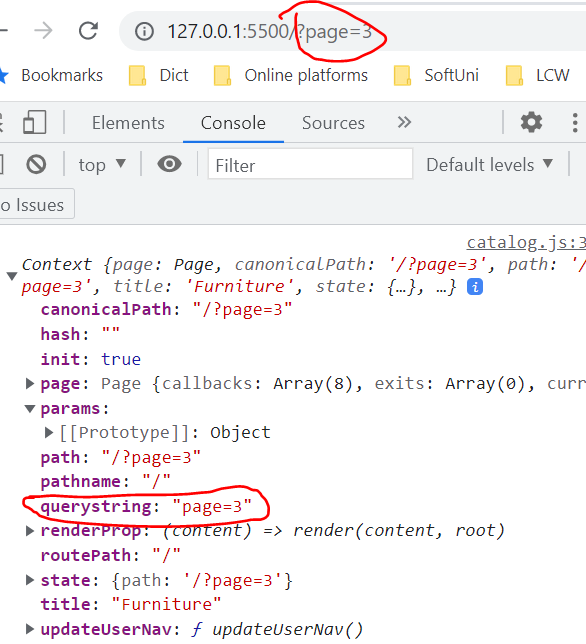 127.0.0.1:5500/?page=3
Bookmarks Dict Online platforms SoftUni LCW
Elements Console Sources
top Filter Default levels
o Issues
catalog.js:3
Context {page: Page, canonicalPath: '/?page=3', path: '/
page=3', title: 'Furniture', state: {…}, …}
canonicalPath: "/?page=3"
hash: ""
init: true
page: Page {callbacks: Array(8), exits: Array(0), curr
params:
[[Prototype]]: Object
path: "/?page=3"
pathname: "/"
querystring: "page=3"
renderProp: (content) => render(content, root)
routePath: "/"
state: {path: '/?page=3'}
title: "Furniture"
updateUserNav: ƒ updateUserNav()